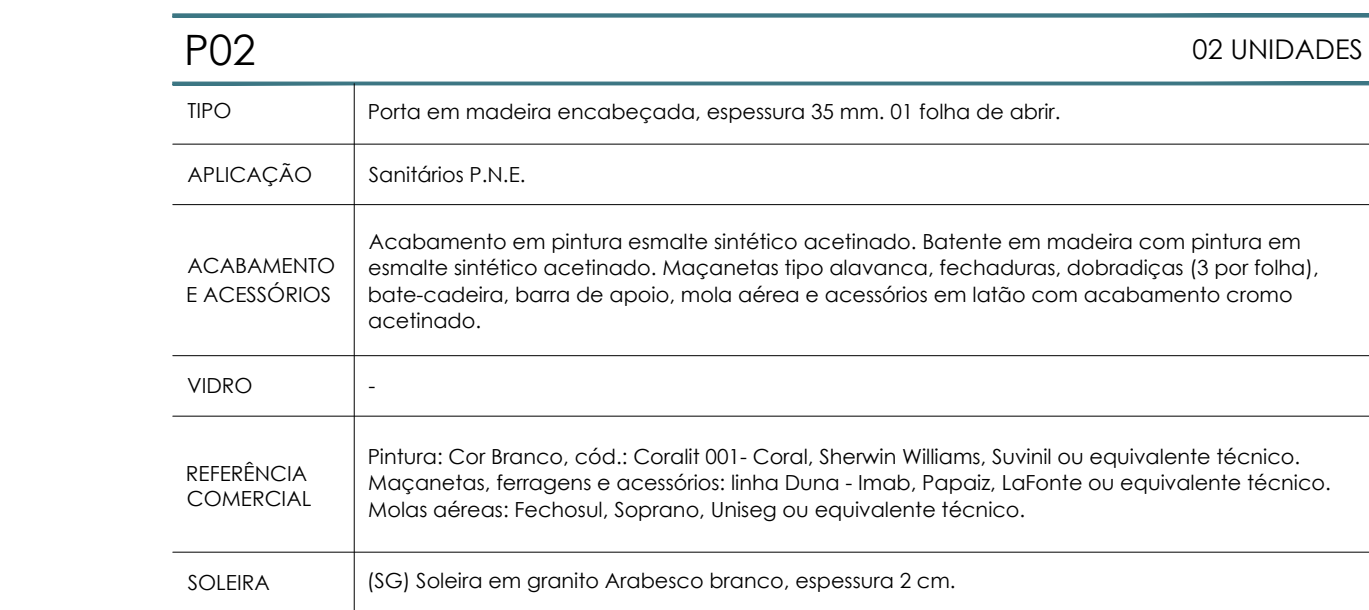 P02
02 UNIDADES
TIPO
Porta em madeira encabeçada, espessura 35 mm. 01 folha de abrir.
APLICAÇÃO
Sanitários P.N.E.
ACABAMENTO
E ACESSÓRIOS
Acabamento em pintura esmalte sintético acetinado. Batente em madeira com pintura em
esmalte sintético acetinado. Maçanetas tipo alavanca, fechaduras, dobradiças (3 por folha),
bate-cadeira, barra de apoio, mola aérea e acessórios em latão com acabamento cromo
acetinado.
VIDRO
-
REFERÊNCIA
COMERCIAL
Pintura: Cor Branco, cód.: Coralit 001- Coral, Sherwin Williams, Suvinil ou equivalente técnico.
Maçanetas, ferragens e acessórios: linha Duna - Imab, Papaiz, LaFonte ou equivalente técnico.
Molas aéreas: Fechosul, Soprano, Uniseg ou equivalente técnico.
SOLEIRA
(SG) Soleira em granito Arabesco branco, espessura 2 cm.